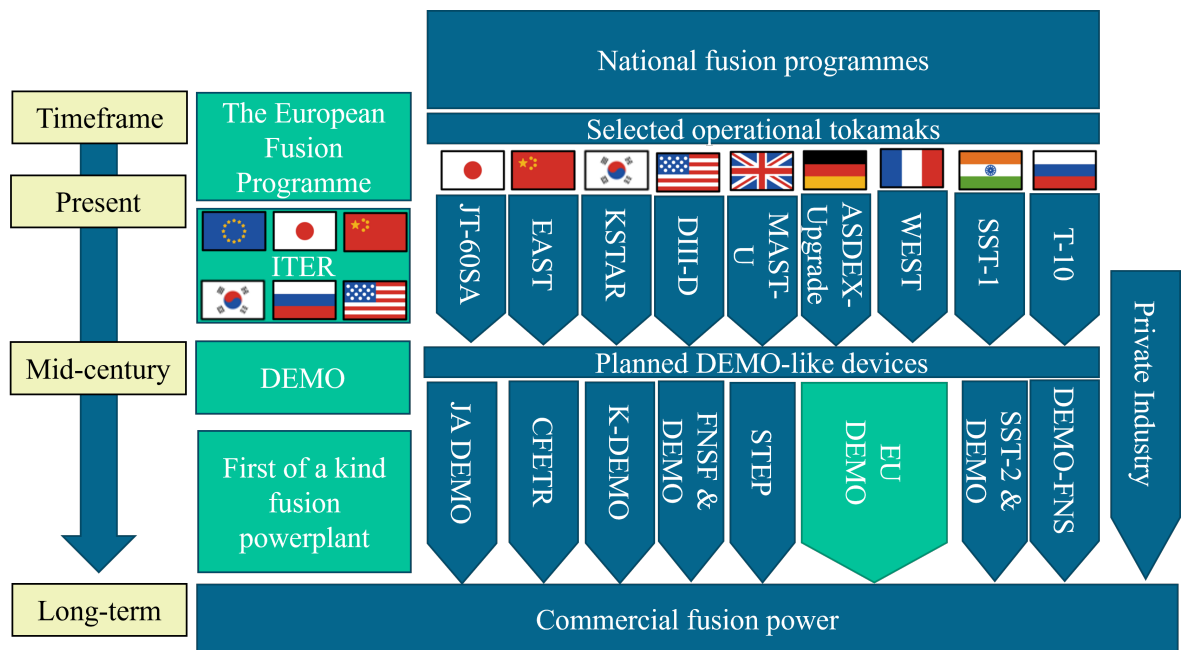 National fusion programmes
Timeframe
The European
Fusion
Programme
Selected operational tokamaks
Present
ITER
JT-60SA
EAST
KSTAR
DIII-D
MAST-
U
ASDEX-
Upgrade
WEST
SST-1
T-10
Private Industry
Mid-century
DEMO
Planned DEMO-like devices
JA DEMO
CFETR
K-DEMO
FNSF &
DEMO
STEP
EU
DEMO
SST-2 &
DEMO
DEMO-FNS
First of a kind
fusion
powerplant
Long-term
Commercial fusion power